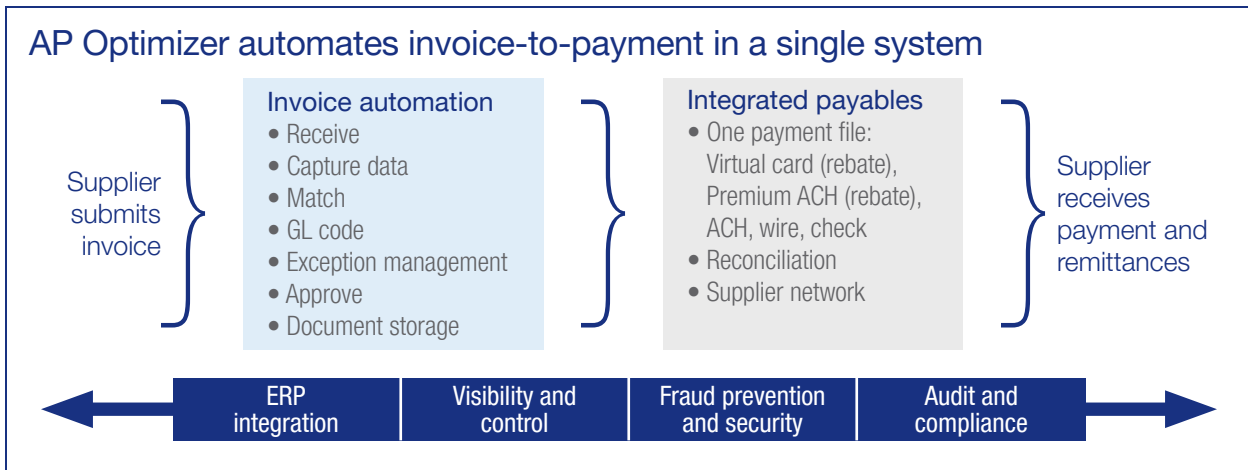 AP Optimizer automates invoice-to-payment in a single system
Supplier
submits
invoice
Invoice automation
• Receive
• Capture data
• Match
• GL code
• Exception management
• Approve
• Document storage
Integrated payables
• One payment file:
Virtual card (rebate),
Premium ACH (rebate),
ACH, wire, check
• Reconciliation
• Supplier network
Supplier
receives
payment and
remittances
ERP
integration
Visibility and
control
Fraud prevention
and security
Audit and
compliance